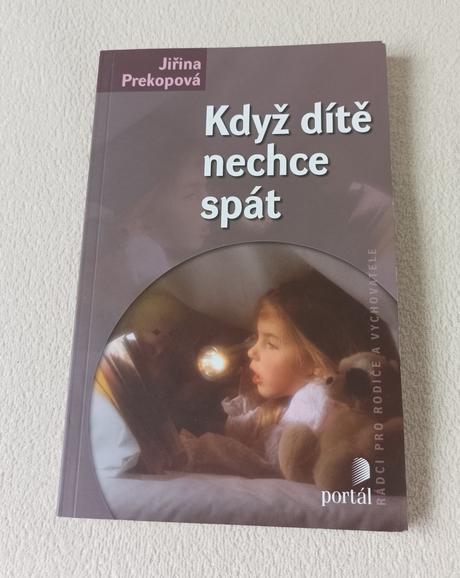 Jiřina
Prekopová
Když dítě
nechce
spát
RÁDCI PRO RODIČE A VYCHOVATELE
portál